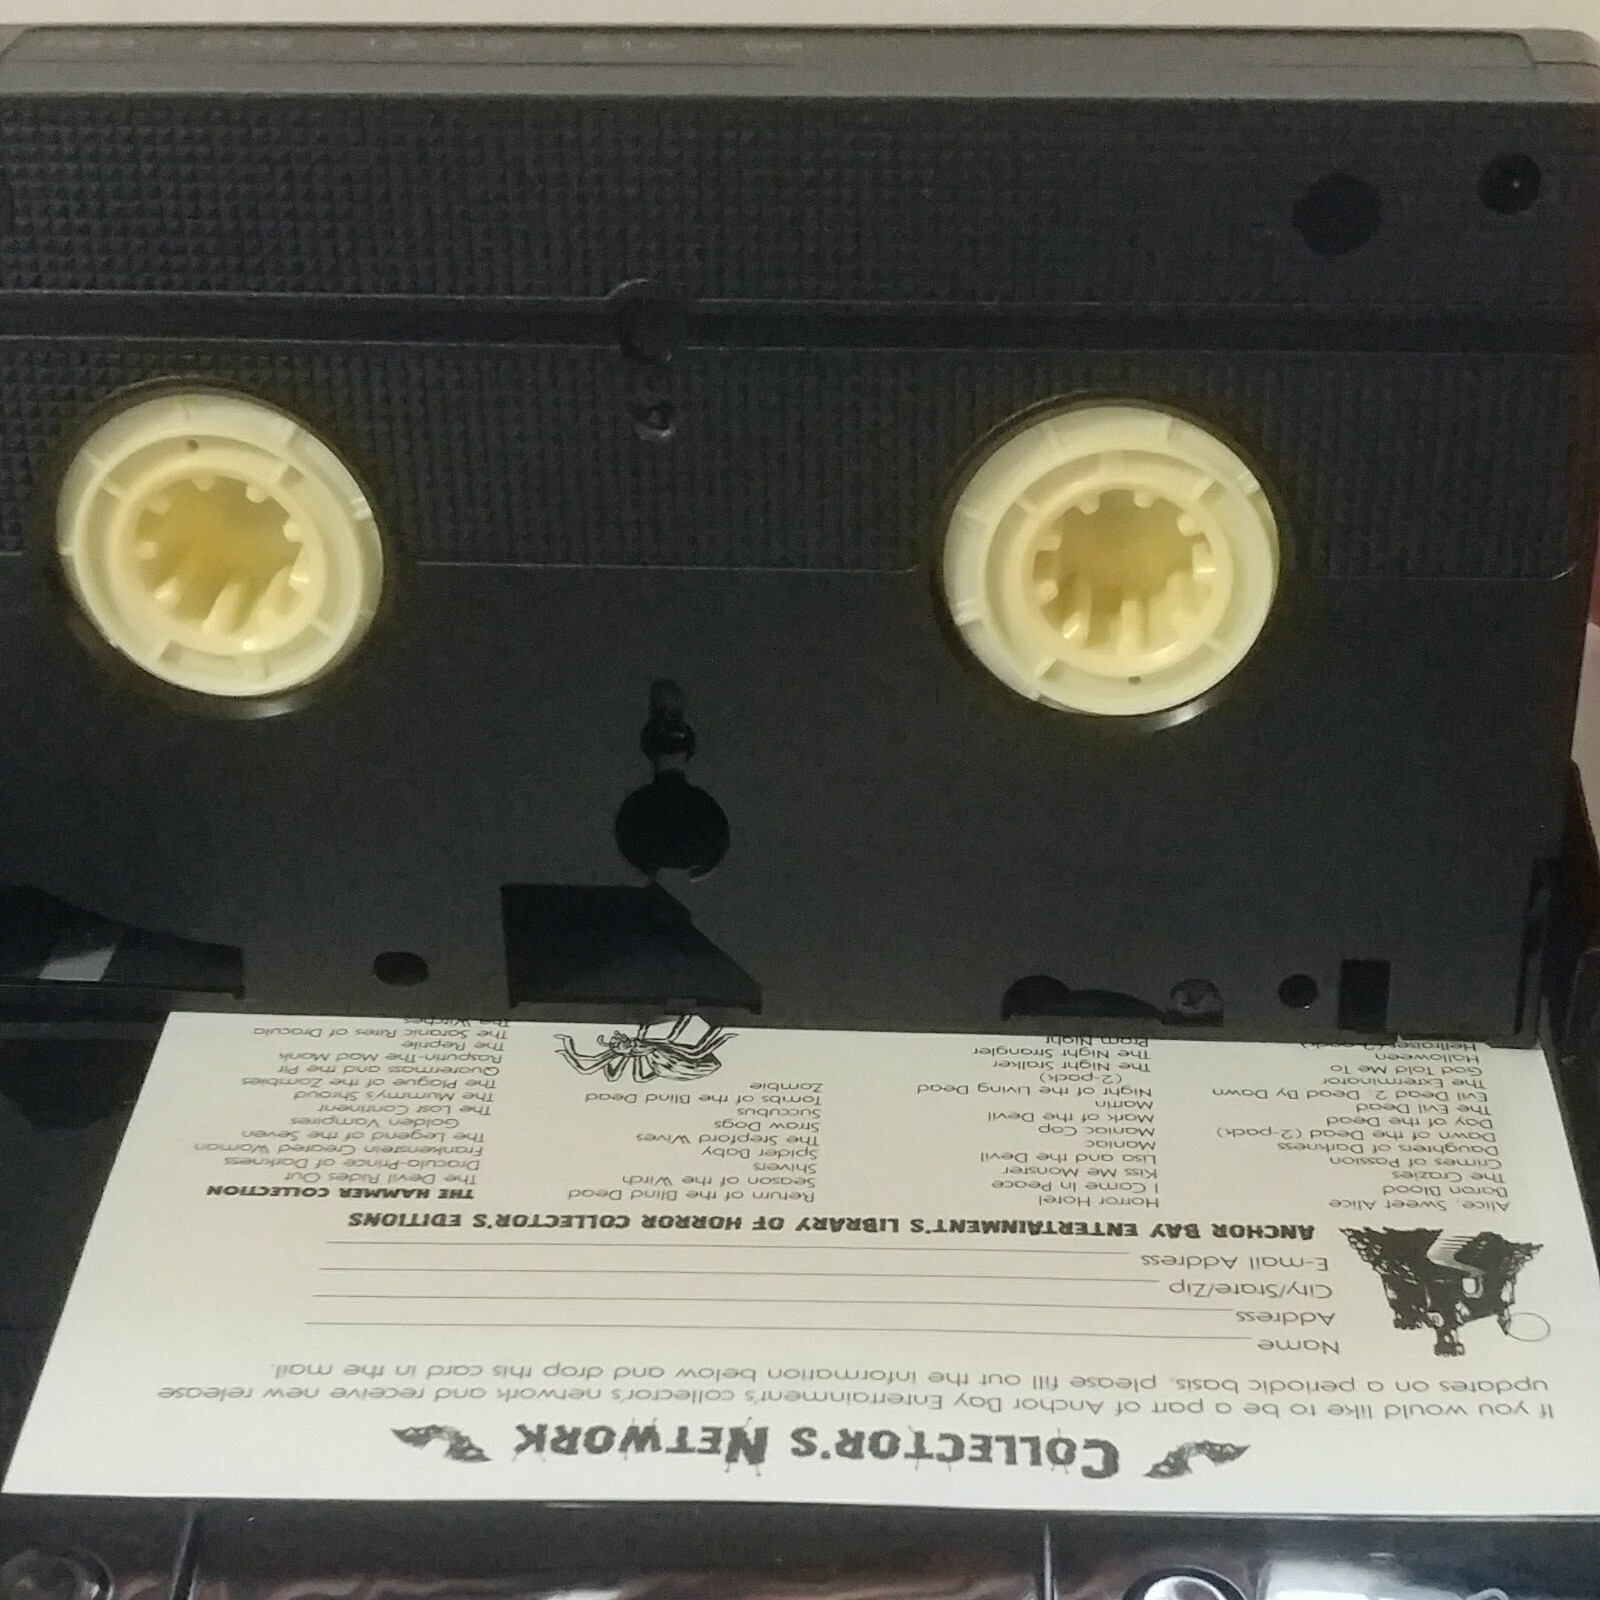 COLLECTOR'S NETWORK
If you would like to be a part of Anchor Bay Entertainment's collector's network and receive new release
updates on a periodic basis, please fill out the information below and drop this card in the mail.
Name
Address
City/State/Zip
E-mail Address
ANCHOR BAY ENTERTAINMENT'S LIBRARY OF HORROR COLLECTOR'S EDITIONS
Alice, Sweet Alice
Baron Blood
The Crazies
Crimes of Passion
Daughters of Darkness
Dawn of the Dead (2-pack)
Day of the Dead
The Evil Dead
Evil Dead 2: Dead By Dawn
The Exterminator
God Told Me To
Halloween
Hellraiser (2-pack)
Horror Hotel
I Come In Peace
Kiss Me Monster
Lisa and the Devil
Maniac
Maniac Cop
Mark of the Devil
Martin
Night of the Living Dead
(2-pack)
The Night Stalker
The Night Strangler
Prom Night
Return of the Blind Dead
Season of the Witch
Shivers
Spider Baby
The Stepford Wives
Straw Dogs
Succubus
Tombs of the Blind Dead
Zombie
THE HAMMER COLLECTION
The Devil Rides Out
Dracula-Prince of Darkness
Frankenstein Created Woman
The Legend of the Seven
Golden Vampires
The Lost Continent
The Mummy's Shroud
The Plague of the Zombies
Quatermass and the Pit
Rasputin-The Mad Monk
The Reptile
The Satanic Rites of Dracula
The Witches